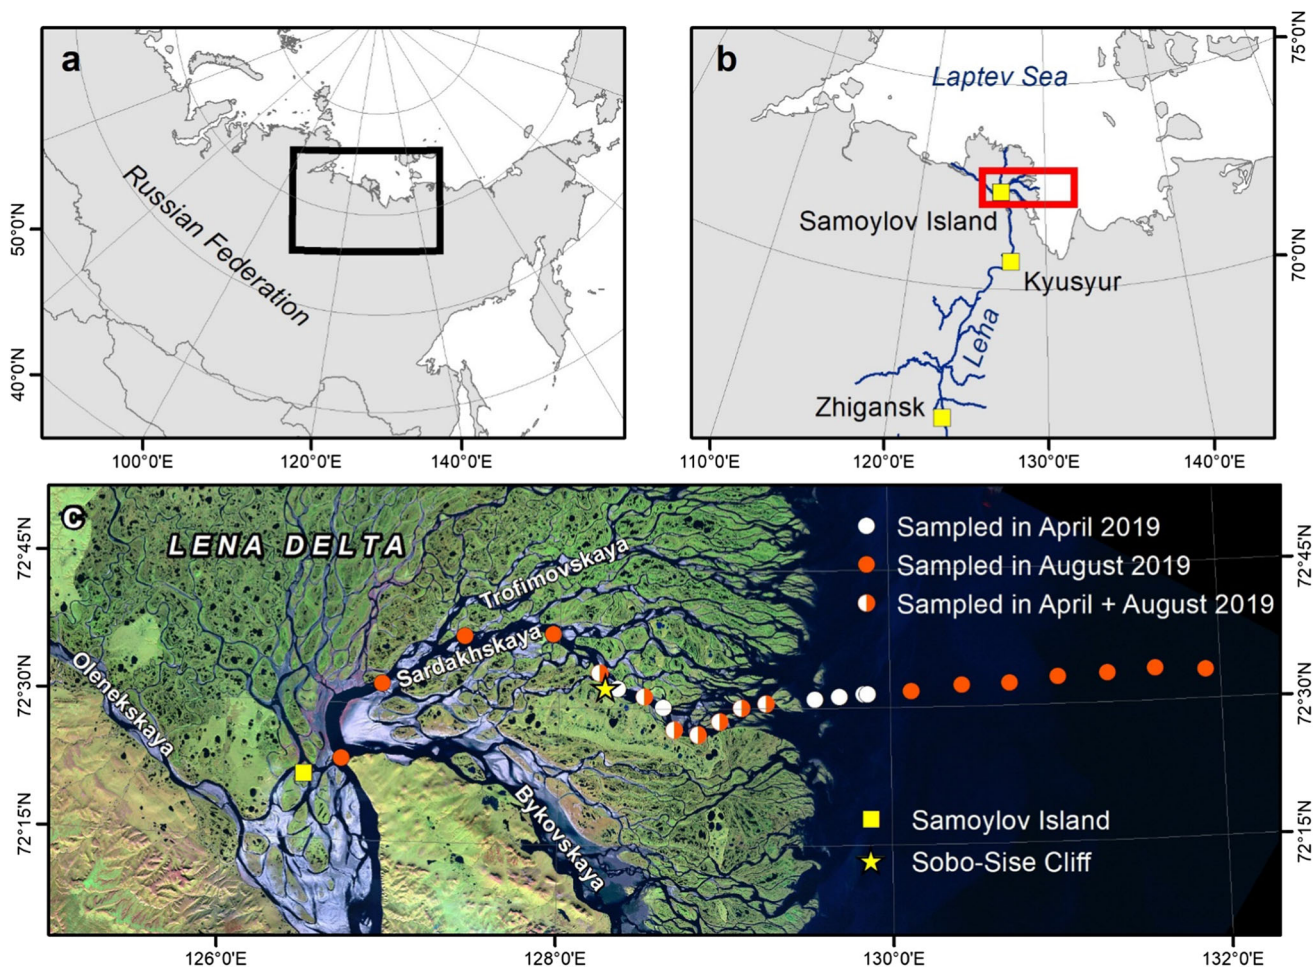 a
Russian Federation
50°0'N
40°0'N
100°0'E
120°0'E
140°0'E
b
Laptev Sea
Samoylov Island
Kyusyur
Lena
Zhigansk
75°0'N
70°0'N
110°0'E
120°0'E
130°0'E
140°0'E
c
LENA DELTA
Trofimovskaya
Sardakhskaya
Olenekskaya
Bykovskaya
Sampled in April 2019
Sampled in August 2019
Sampled in April + August 2019
Samoylov Island
Sobo-Sise Cliff
72°45'N
72°30'N
72°15'N
72°45'N
72°30'N
72°15'N
126°0'E
128°0'E
130°0'E
132°0'E